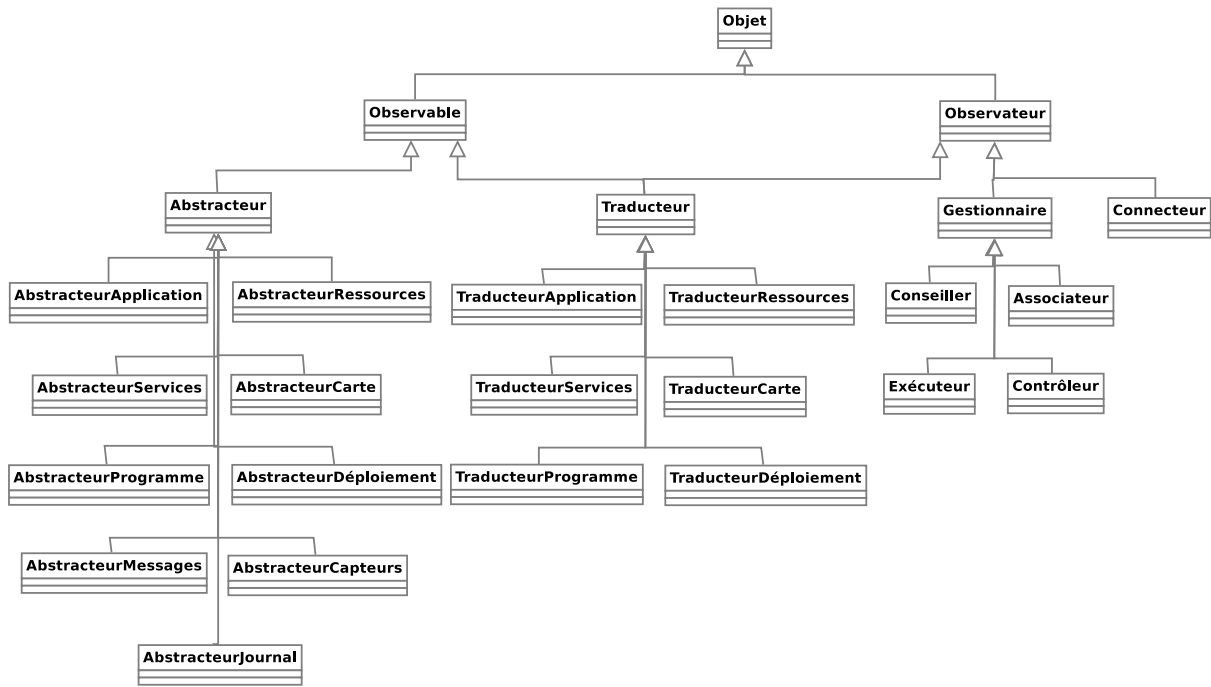 Objet
Observable
Observateur
Abstracteur
Traducteur
Gestionnaire
Connecteur
AbstracteurApplication
AbstracteurRessources
TraducteurApplication
TraducteurRessources
Conseiller
Associateur
AbstracteurServices
AbstracteurCarte
TraducteurServices
TraducteurCarte
Exécuteur
Contrôleur
AbstracteurProgramme
AbstracteurDéploiement
TraducteurProgramme
TraducteurDéploiement
AbstracteurMessages
AbstracteurCapteurs
AbstracteurJournal